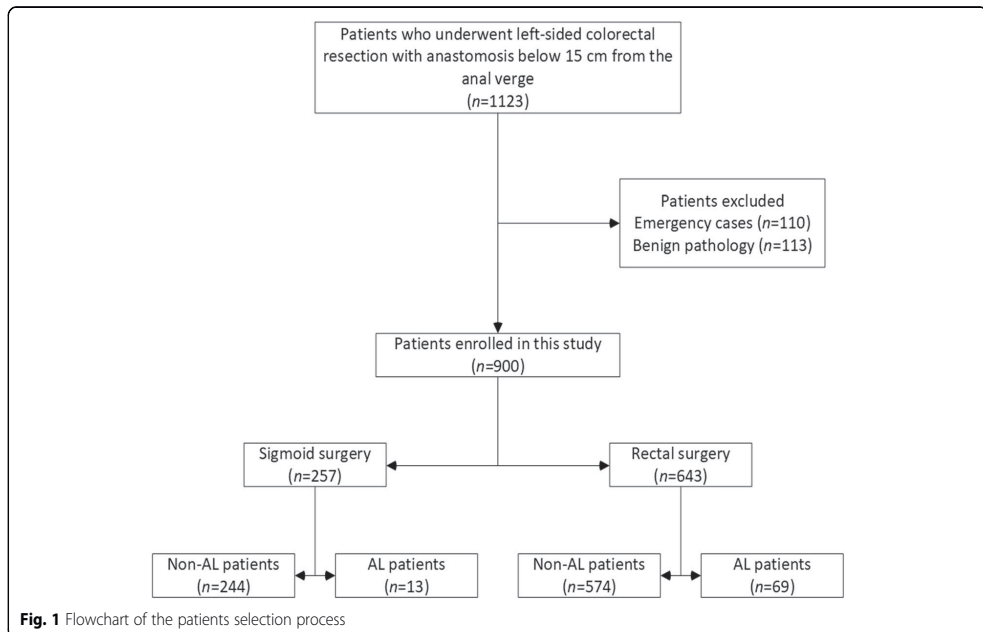 Patients who underwent left-sided colorectal
resection with anastomosis below 15 cm from the
anal verge
(n=1123)
Patients excluded
Emergency cases (n=110)
Benign pathology (n=113)
Patients enrolled in this study
(n=900)
Sigmoid surgery
(n=257)
Rectal surgery
(n=643)
Non-AL patients
(n=244)
AL patients
(n=13)
Non-AL patients
(n=574)
AL patients
(n=69)
Fig. 1 Flowchart of the patients selection process